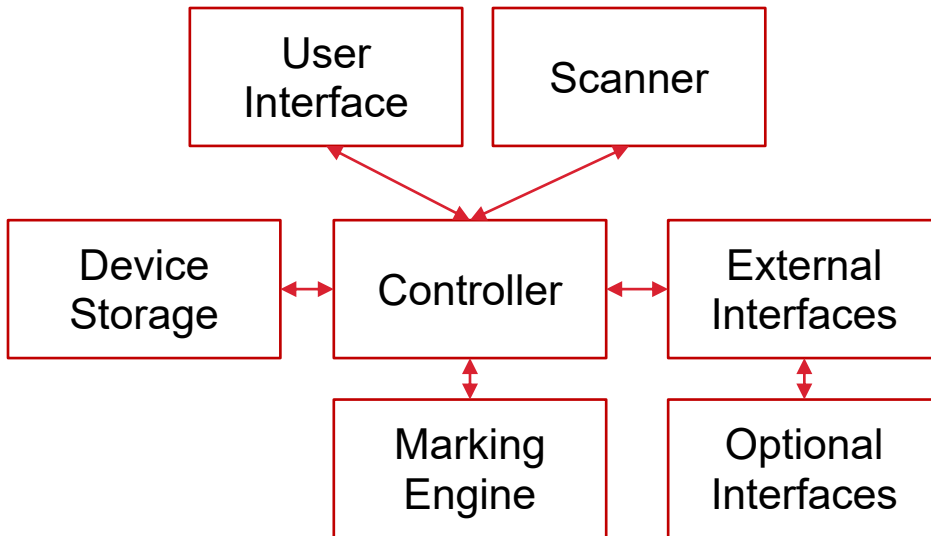 User
Interface
Scanner
Device
Storage
Controller
External
Interfaces
Marking
Engine
Optional
Interfaces